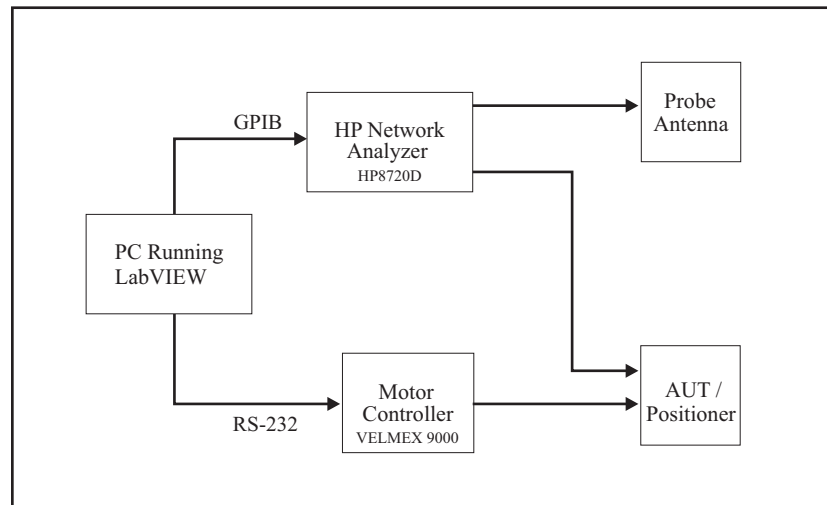 GPIB
HP Network
Analyzer
HP8720D
Probe
Antenna
PC Running
LabVIEW
RS-232
Motor
Controller
VELMEX 9000
AUT /
Positioner